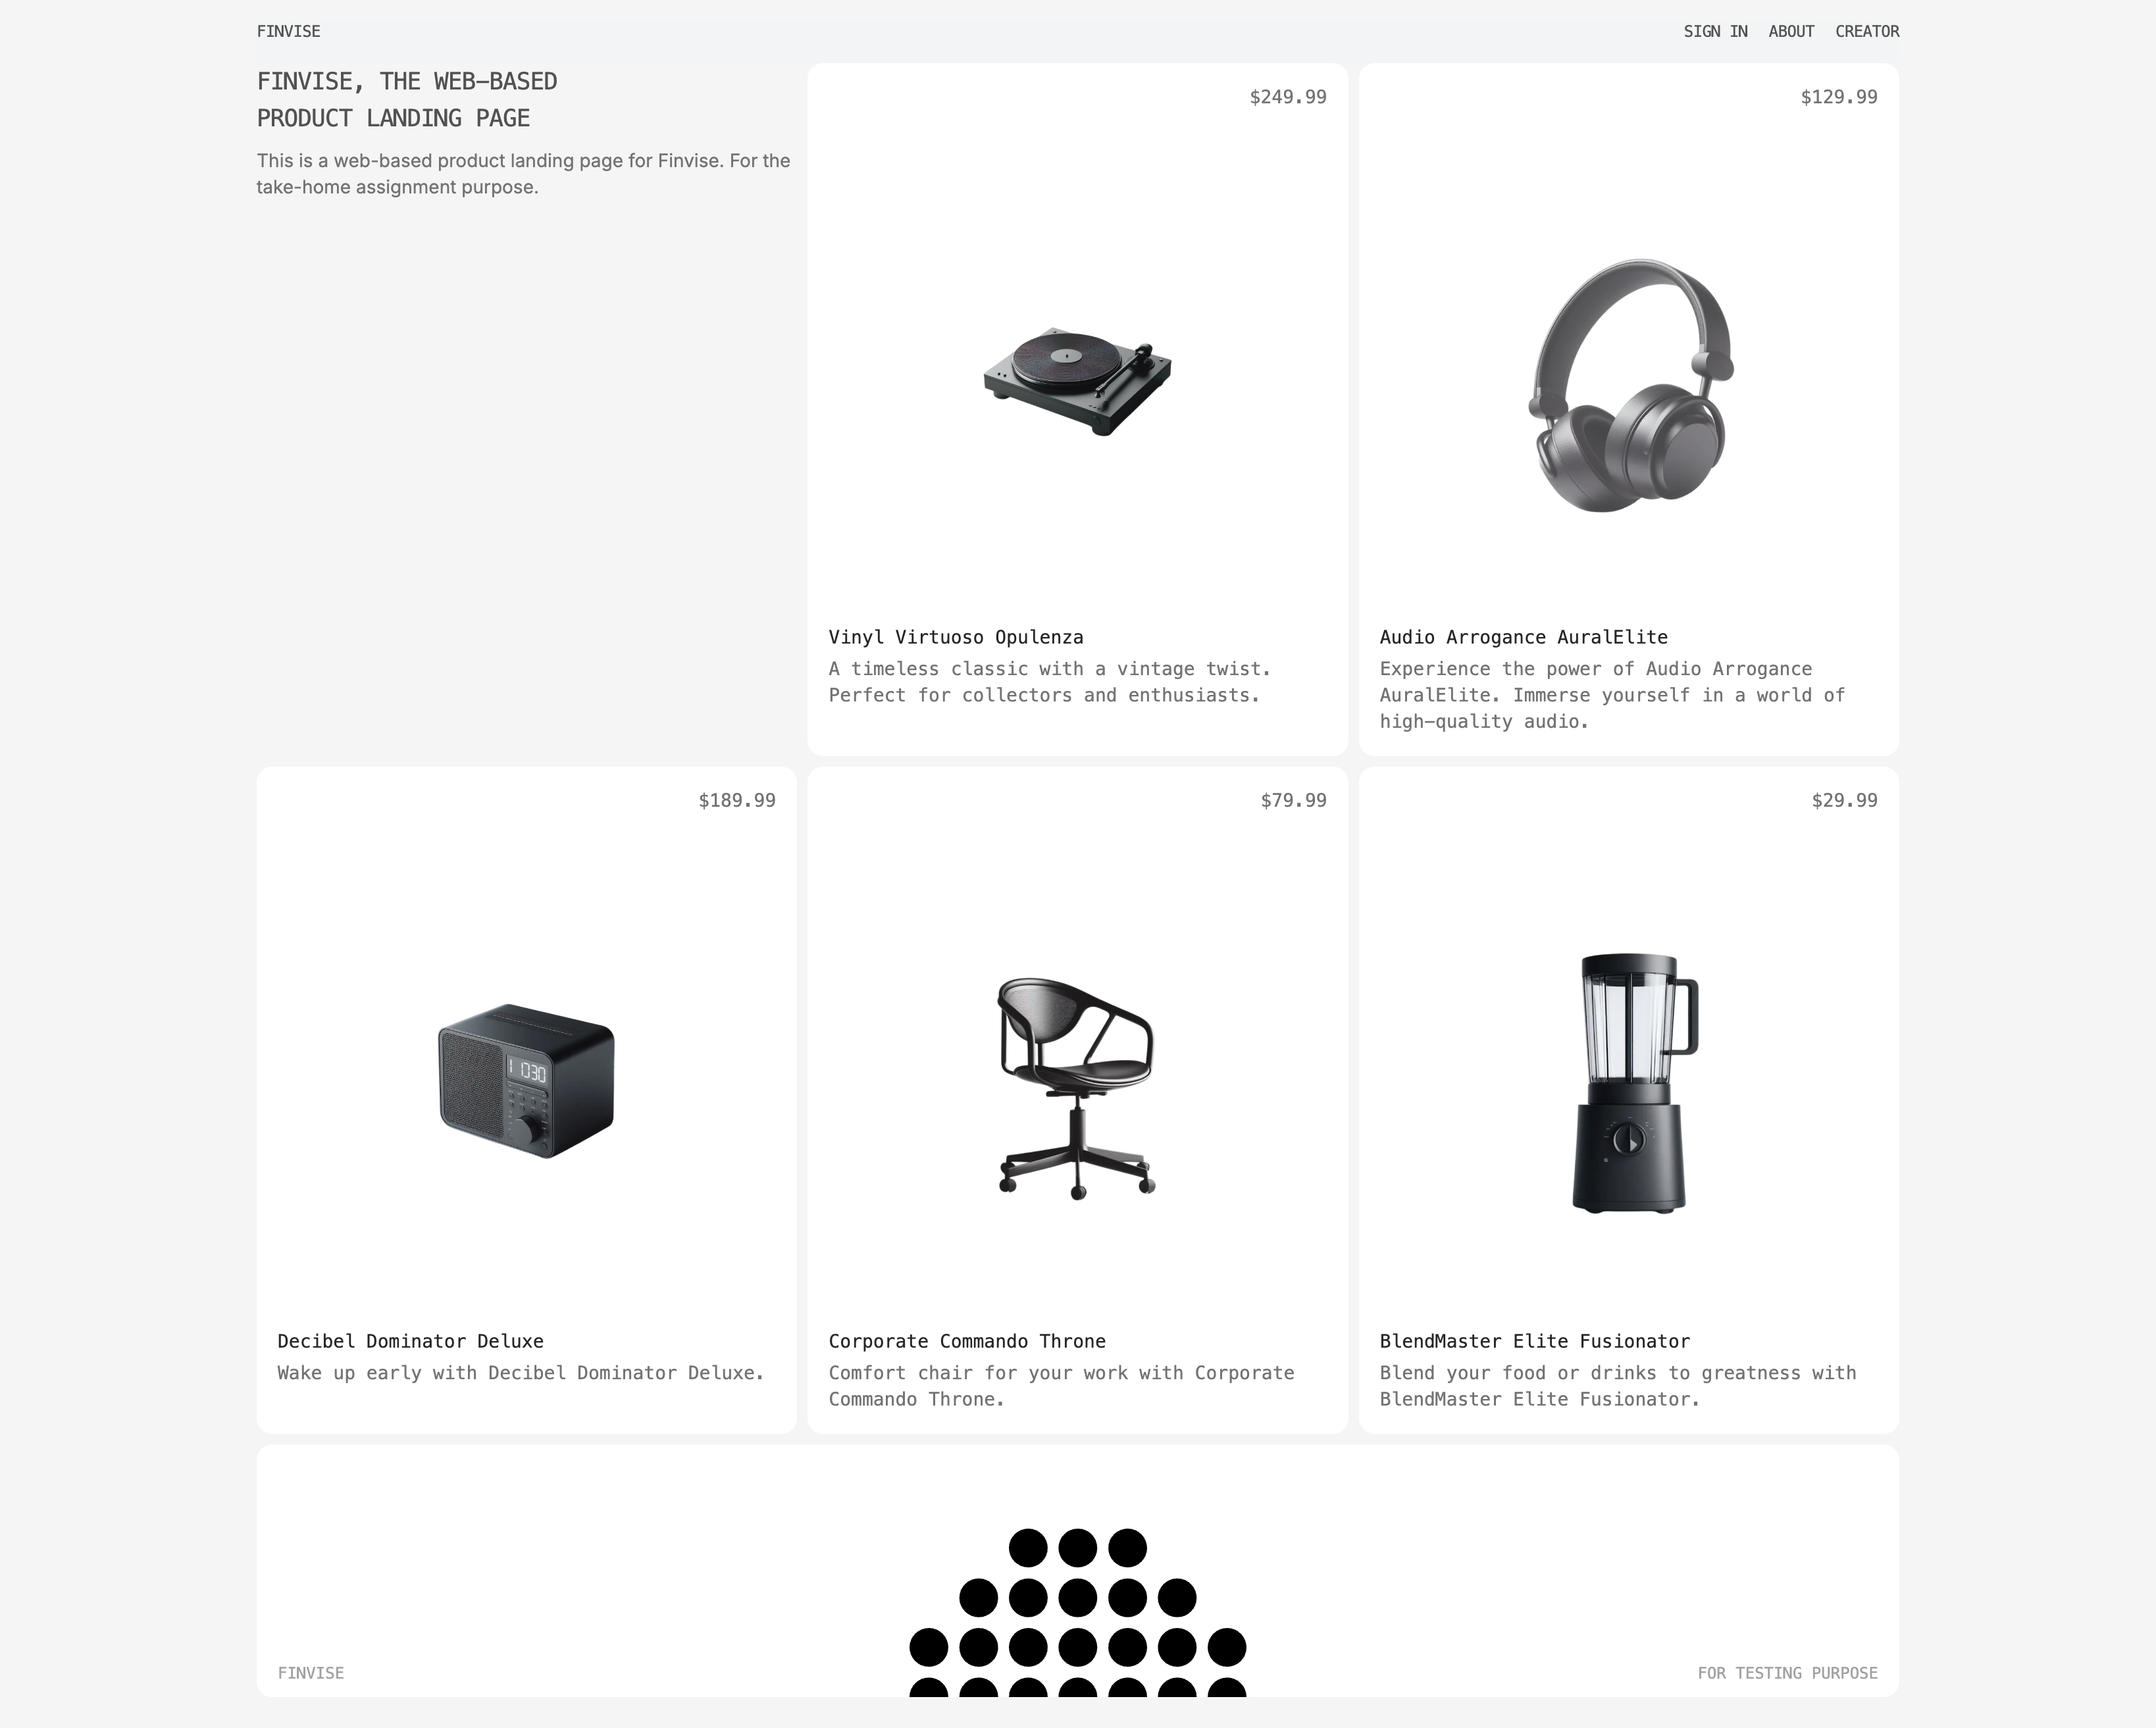 FINVISE
SIGN IN ABOUT CREATOR
FINVISE, THE WEB-BASED
PRODUCT LANDING PAGE
This is a web-based product landing page for Finvise. For the
take-home assignment purpose.
$249.99
Vinyl Virtuoso Opulenza
A timeless classic with a vintage twist.
Perfect for collectors and enthusiasts.
$129.99
Audio Arrogance AuralElite
Experience the power of Audio Arrogance
AuralElite. Immerse yourself in a world of
high-quality audio.
$189.99
Decibel Dominator Deluxe
Wake up early with Decibel Dominator Deluxe.
$79.99
Corporate Commando Throne
Comfort chair for your work with Corporate
Commando Throne.
$29.99
BlendMaster Elite Fusionator
Blend your food or drinks to greatness with
BlendMaster Elite Fusionator.
FINVISE
FOR TESTING PURPOSE